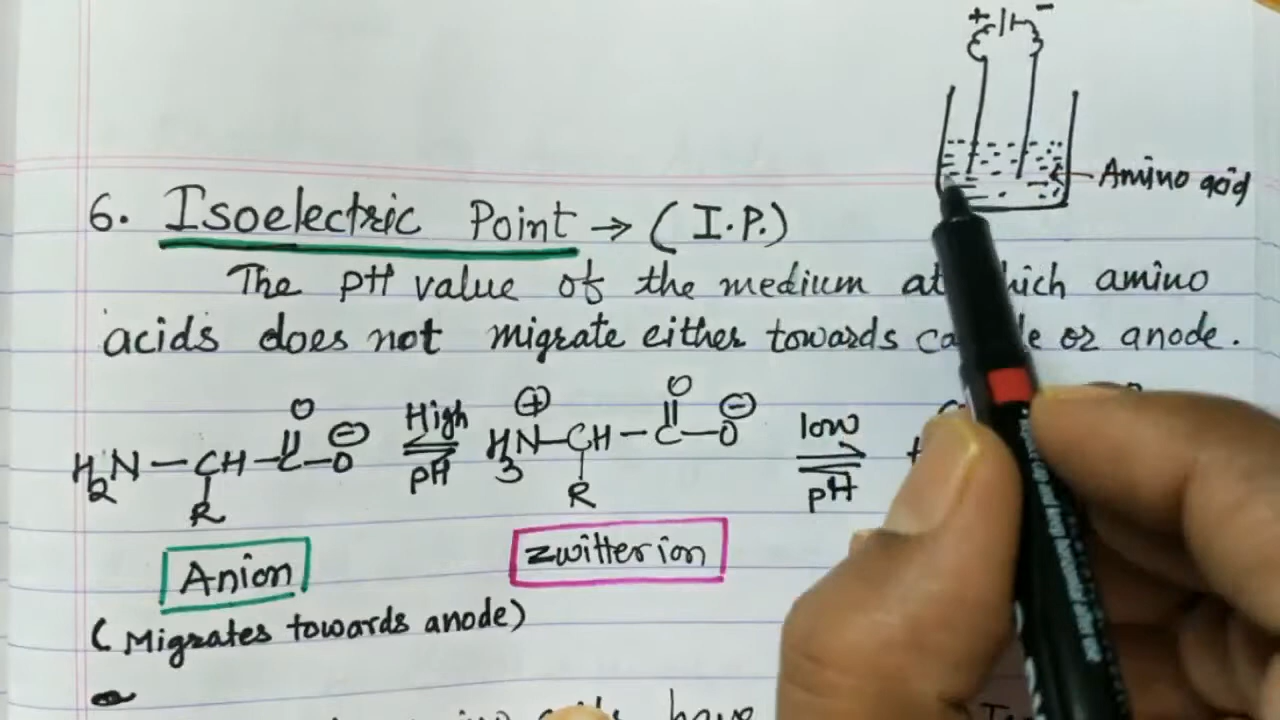 + -
Amino acid
6. Isoelectric Point → (I.P.)
The pH value of the medium at which amino
acids does not migrate either towards or anode.
H2N - CH - C - O⊖ High pH H3N⊕ - CH - C - O⊖ low pH
O O
R R
Anion zwitterion
(Migrates towards anode)
have